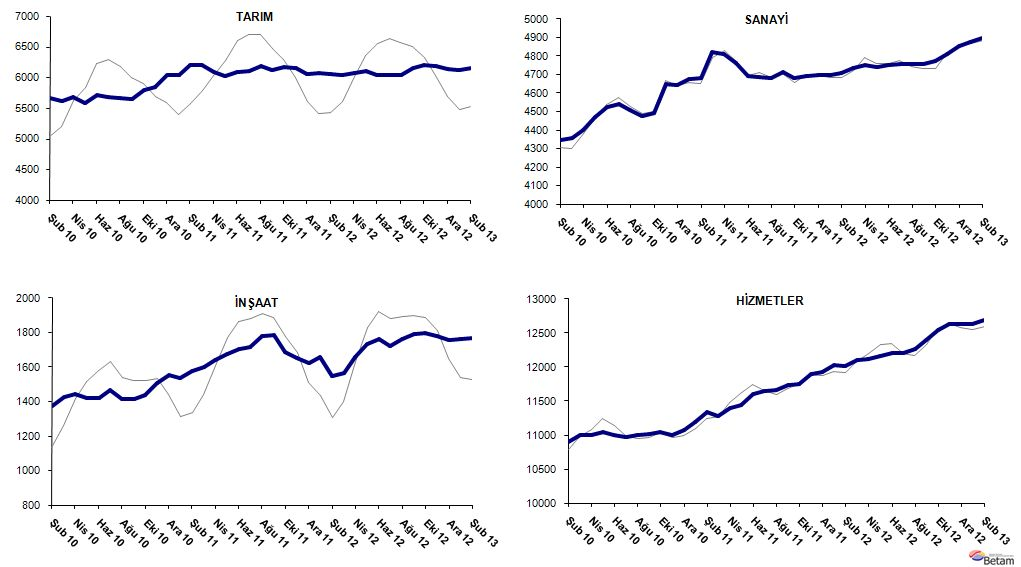 TARIM
7000
6500
6000
5500
5000
4500
4000
Şub 10
Nis 10
Haz 10
Ağu 10
Eki 10
Ara 10
Şub 11
Nis 11
Haz 11
Ağu 11
Eki 11
Ara 11
Şub 12
Nis 12
Haz 12
Ağu 12
Eki 12
Ara 12
Şub 13
SANAYİ
5000
4900
4800
4700
4600
4500
4400
4300
4200
4100
4000
Şub 10
Nis 10
Haz 10
Ağu 10
Eki 10
Ara 10
Şub 11
Nis 11
Haz 11
Ağu 11
Eki 11
Ara 11
Şub 12
Nis 12
Haz 12
Ağu 12
Eki 12
Ara 12
Şub 13
İNŞAAT
2000
1800
1600
1400
1200
1000
800
Şub 10
Nis 10
Haz 10
Ağu 10
Eki 10
Ara 10
Şub 11
Nis 11
Haz 11
Ağu 11
Eki 11
Ara 11
Şub 12
Nis 12
Haz 12
Ağu 12
Eki 12
Ara 12
Şub 13
HİZMETLER
13000
12500
12000
11500
11000
10500
10000
Şub 10
Nis 10
Haz 10
Ağu 10
Eki 10
Ara 10
Şub 11
Nis 11
Haz 11
Ağu 11
Eki 11
Ara 11
Şub 12
Nis 12
Haz 12
Ağu 12
Eki 12
Ara 12
Şub 13
Betam